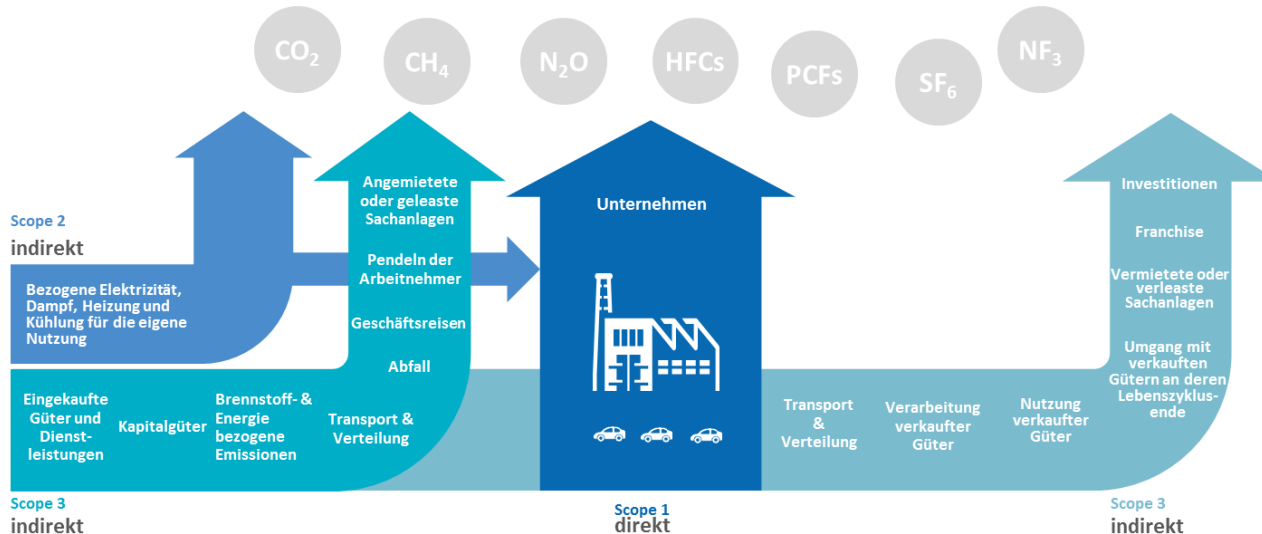 CO₂
CH₄
N₂O
HFCs
PCFs
SF₆
NF₃
Scope 2
indirekt
Bezogene Elektrizität,
Dampf, Heizung und
Kühlung für die eigene
Nutzung
Angemietete
oder geleaste
Sachanlagen
Pendeln der
Arbeitnehmer
Geschäftsreisen
Abfall
Eingekaufte
Güter und
Dienst-
leistungen
Kapitalgüter
Brennstoff- &
Energie
bezogene
Emissionen
Transport &
Verteilung
Scope 3
indirekt
Unternehmen
Scope 1
direkt
Transport
&
Verteilung
Verarbeitung
verkaufter
Güter
Nutzung
verkaufter
Güter
Investitionen
Franchise
Vermietete oder
verleaste
Sachanlagen
Umgang mit
verkauften
Gütern an deren
Lebenszyklus-
ende
Scope 3
indirekt